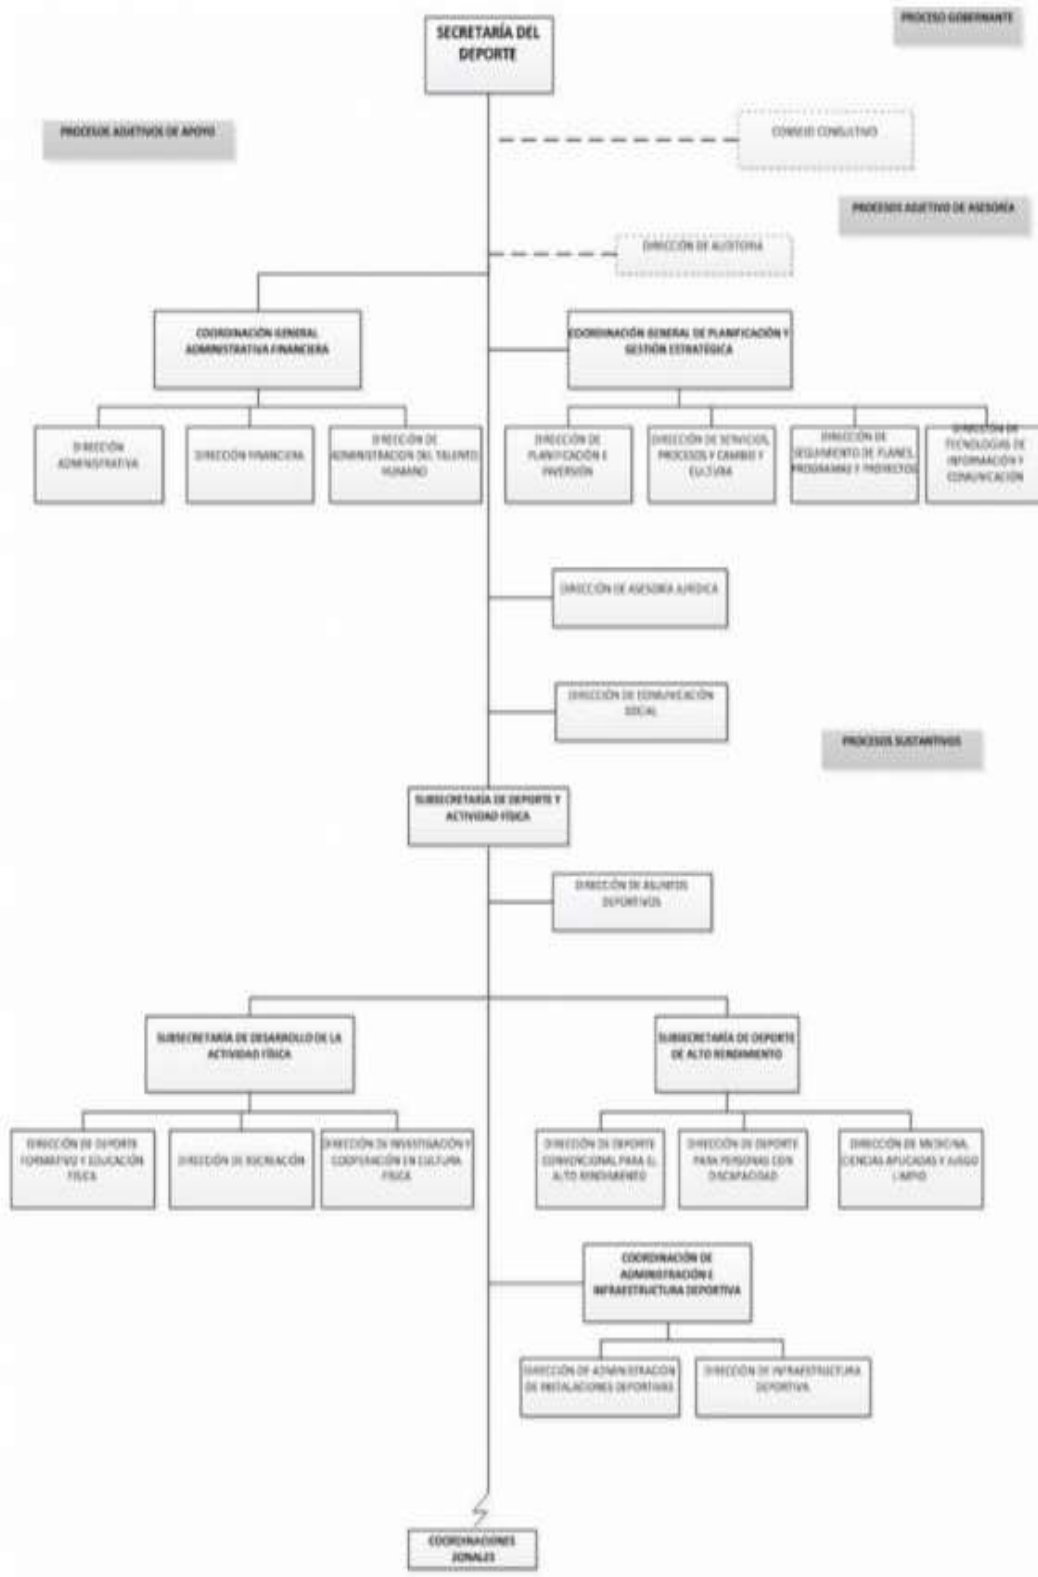 PROCESO GOBERNANTE
SECRETARÍA DEL
DEPORTE
PROCESOS ADJETIVOS DE APOYO
CONSEJO CONSULTIVO
PROCESOS ADJETIVO DE ASESORÍA
DIRECCIÓN DE AUDITORIA
COORDINACIÓN GENERAL
ADMINISTRATIVA FINANCIERA
COORDINACIÓN GENERAL DE PLANIFICACIÓN Y
GESTIÓN ESTRATÉGICA
DIRECCIÓN
ADMINISTRATIVA
DIRECCIÓN FINANCIERA
DIRECCIÓN DE
ADMINISTRACION DEL TALENTO
HUMANO
DIRECCIÓN DE
PLANIFICACIÓN E
INVERSIÓN
DIRECCIÓN DE SERVICIOS,
PROCESOS Y CAMBIO Y
CULTURA
DIRECCIÓN DE
SEGUIMIENTO DE PLANES,
PROGRAMAS Y PROYECTOS
DIRECCIÓN DE
TECNOLOGÍAS DE
INFORMACIÓN Y
COMUNICACIÓN
DIRECCIÓN DE ASESORÍA JURÍDICA
DIRECCIÓN DE COMUNICACIÓN
SOCIAL
PROCESOS SUSTANTIVOS
SUBSECRETARÍA DE DEPORTE Y
ACTIVIDAD FÍSICA
DIRECCIÓN DE ASUNTOS
DEPORTIVOS
SUBSECRETARÍA DE DESARROLLO DE LA
ACTIVIDAD FÍSICA
SUBSECRETARÍA DE DEPORTE
DE ALTO RENDIMIENTO
DIRECCIÓN DE DEPORTE
FORMATIVO Y EDUCACIÓN
FÍSICA
DIRECCIÓN DE RECREACIÓN
DIRECCIÓN DE INVESTIGACIÓN Y
COOPERACIÓN EN CULTURA
FÍSICA
DIRECCIÓN DE DEPORTE
CONVENCIONAL PARA EL
ALTO RENDIMIENTO
DIRECCIÓN DE DEPORTE
PARA PERSONAS CON
DISCAPACIDAD
DIRECCIÓN DE MEDICINA,
CIENCIAS APLICADAS Y JUEGO
LIMPIO
COORDINACIÓN DE
ADMINISTRACIÓN E
INFRAESTRUCTURA DEPORTIVA
DIRECCIÓN DE ADMINISTRACIÓN
DE INSTALACIONES DEPORTIVAS
DIRECCIÓN DE INFRAESTRUCTURA
DEPORTIVA
COORDINACIONES
ZONALES